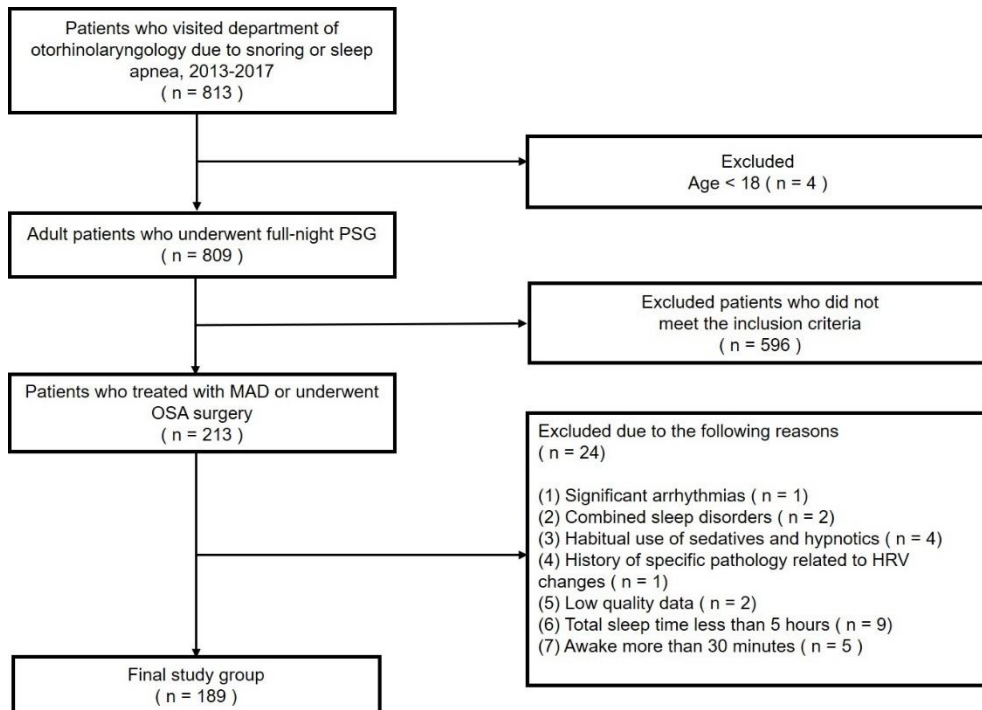 Patients who visited department of
otorhinolaryngology due to snoring or sleep
apnea, 2013-2017
( n = 813)
Excluded
Age < 18 ( n = 4 )
Adult patients who underwent full-night PSG
( n = 809)
Excluded patients who did not
meet the inclusion criteria
( n = 596 )
Patients who treated with MAD or underwent
OSA surgery
( n = 213 )
Excluded due to the following reasons
( n = 24)
(1) Significant arrhythmias ( n = 1)
(2) Combined sleep disorders ( n = 2)
(3) Habitual use of sedatives and hypnotics ( n = 4)
(4) History of specific pathology related to HRV
changes ( n = 1)
(5) Low quality data ( n = 2)
(6) Total sleep time less than 5 hours ( n = 9)
(7) Awake more than 30 minutes ( n = 5 )
Final study group
( n = 189 )